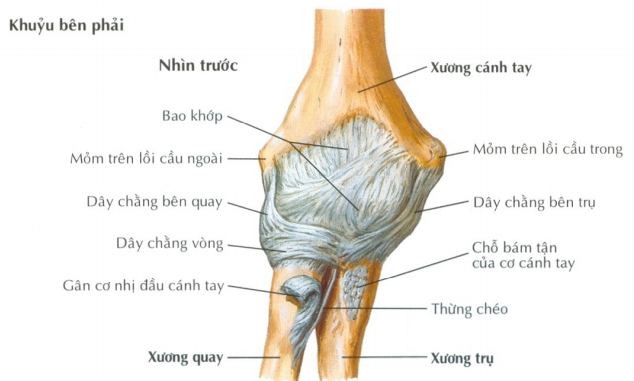 Khuỷu bên phải
Nhìn trước
Xương cánh tay
Bao khớp
Mỏm trên lồi cầu ngoài
Mỏm trên lồi cầu trong
Dây chằng bên quay
Dây chằng bên trụ
Dây chằng vòng
Chỗ bám tận
của cơ cánh tay
Gân cơ nhị đầu cánh tay
Thừng chéo
Xương quay
Xương trụ